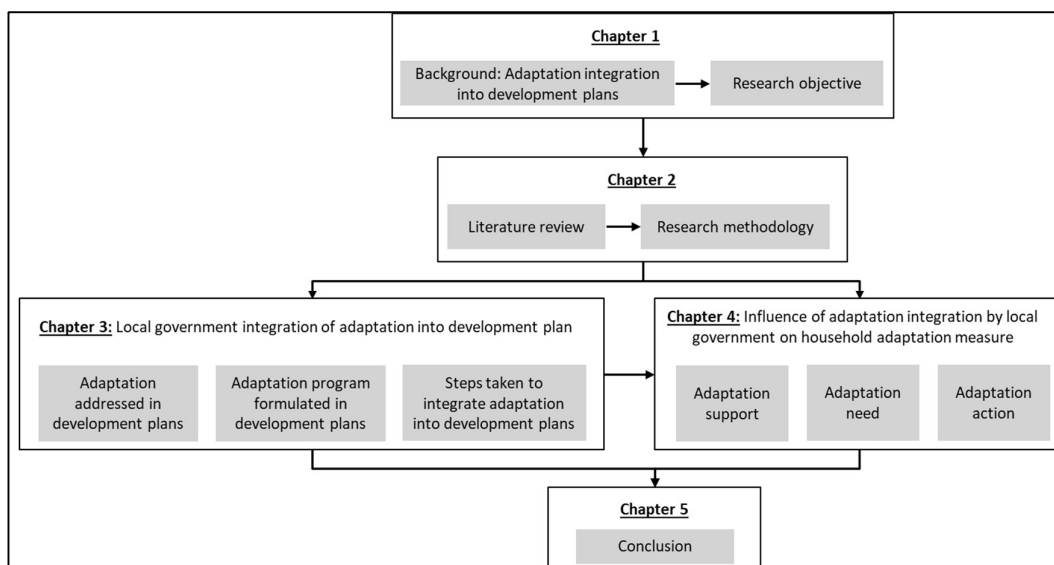 Chapter 1
Background: Adaptation integration
into development plans
Research objective
Chapter 2
Literature review
Research methodology
Chapter 3: Local government integration of adaptation into development plan
Adaptation
addressed in
development plans
Adaptation program
formulated in
development plans
Steps taken to
integrate adaptation
into development plans
Chapter 4: Influence of adaptation integration by local
government on household adaptation measure
Adaptation
support
Adaptation
need
Adaptation
action
Chapter 5
Conclusion